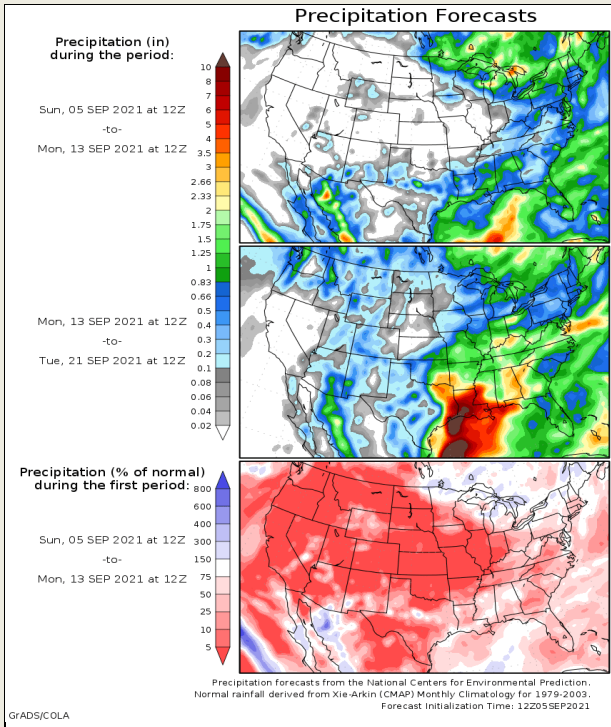 Precipitation Forecasts
Precipitation (in)
during the period:
Sun, 05 SEP 2021 at 12Z
-to-
Mon, 13 SEP 2021 at 12Z
10
8
7
6
5
4
3.5
3
2.66
2.33
2
1.75
1.5
1.25
1
0.83
0.66
0.5
0.4
0.3
0.2
0.1
0.08
0.06
0.04
0.02
Mon, 13 SEP 2021 at 12Z
-to-
Tue, 21 SEP 2021 at 12Z
Precipitation (% of normal)
during the first period:
Sun, 05 SEP 2021 at 12Z
-to-
Mon, 13 SEP 2021 at 12Z
800
600
400
300
150
75
50
25
10
5
Precipitation forecasts from the National Centers for Environmental Prediction.
Normal rainfall derived from Xie-Arkin (CMAP) Monthly Climatology for 1979-2003.
Forecast Initialization Time: 12Z05SEP2021
GrADS/COLA